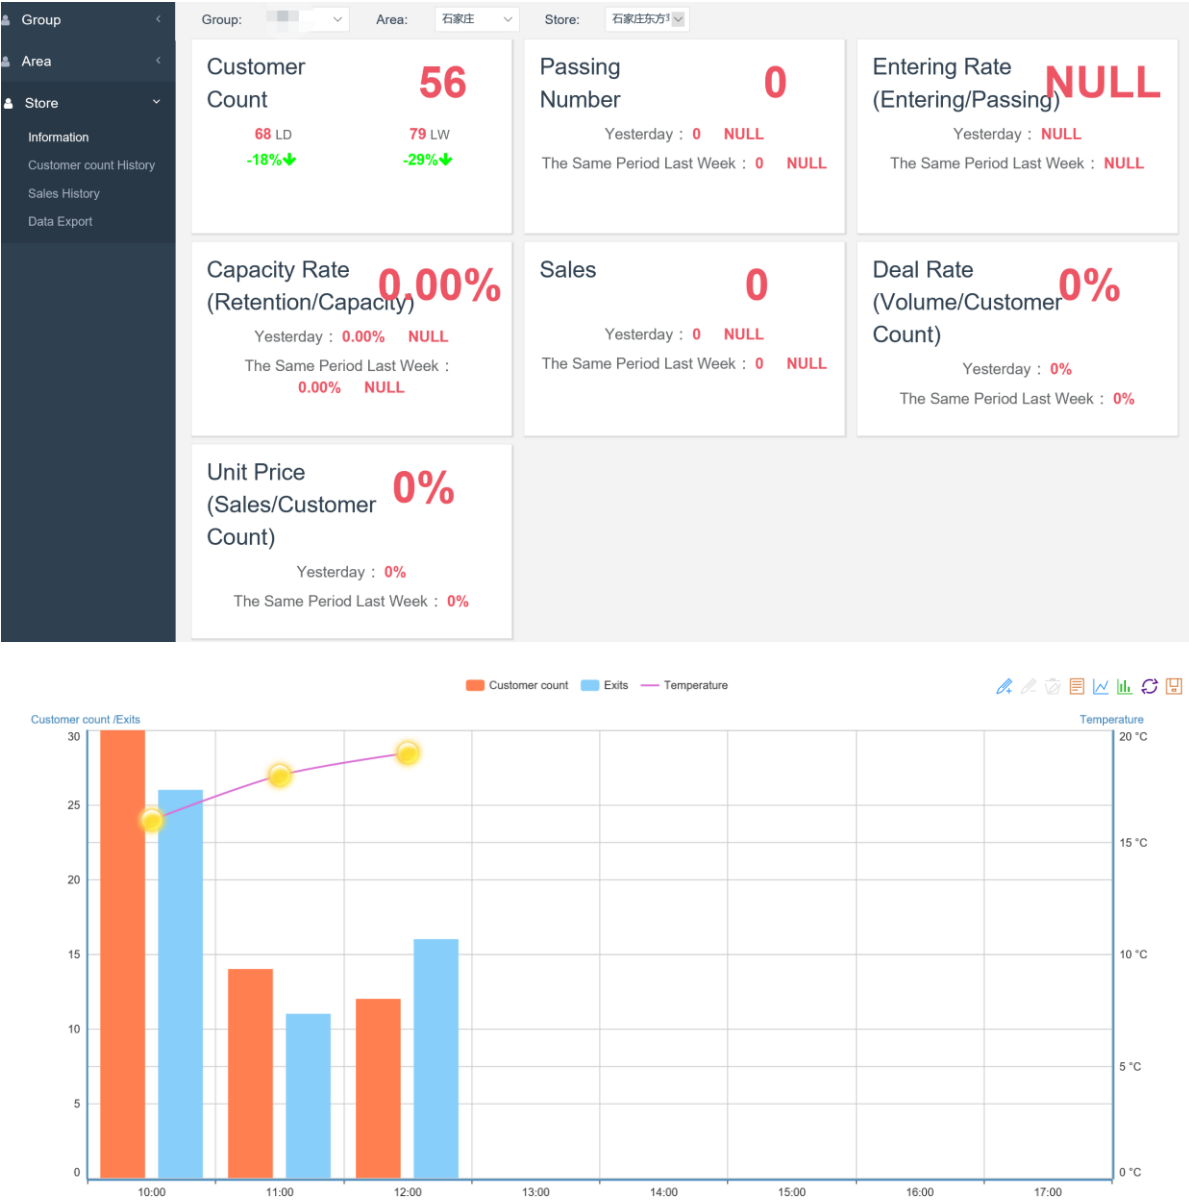 Group
Area
Store
Information
Customer count History
Sales History
Data Export
Group:
Area: 石家庄
Store: 石家庄东方
Customer
Count
56
68 LD
79 LW
-18%
-29%
Passing
Number
0
Yesterday : 0 NULL
The Same Period Last Week : 0 NULL
Entering Rate
(Entering/Passing)
NULL
Yesterday : NULL
The Same Period Last Week : NULL
Capacity Rate
(Retention/Capacity)
0.00%
Yesterday : 0.00% NULL
The Same Period Last Week :
0.00% NULL
Sales
0
Yesterday : 0 NULL
The Same Period Last Week : 0 NULL
Deal Rate
(Volume/Customer
Count)
0%
Yesterday : 0%
The Same Period Last Week : 0%
Unit Price
(Sales/Customer
Count)
0%
Yesterday : 0%
The Same Period Last Week : 0%
Customer count Exits Temperature
Customer count /Exits
Temperature
30
25
20
15
10
5
0
20 °C
15 °C
10 °C
5 °C
0 °C
10:00 11:00 12:00 13:00 14:00 15:00 16:00 17:00